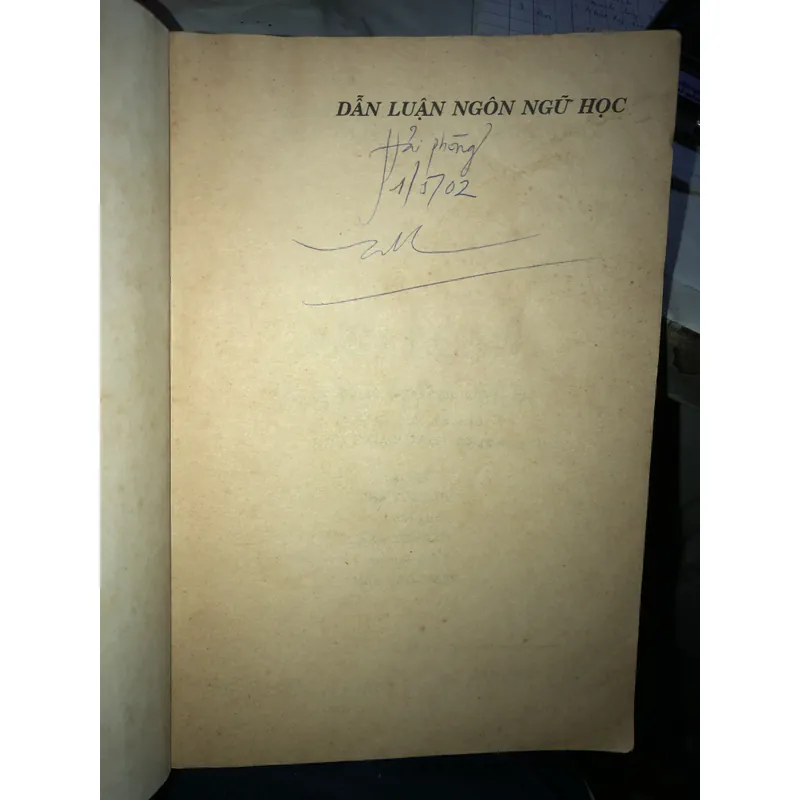 DẪN LUẬN NGÔN NGỮ HỌC
Hải phòng
1/5/02